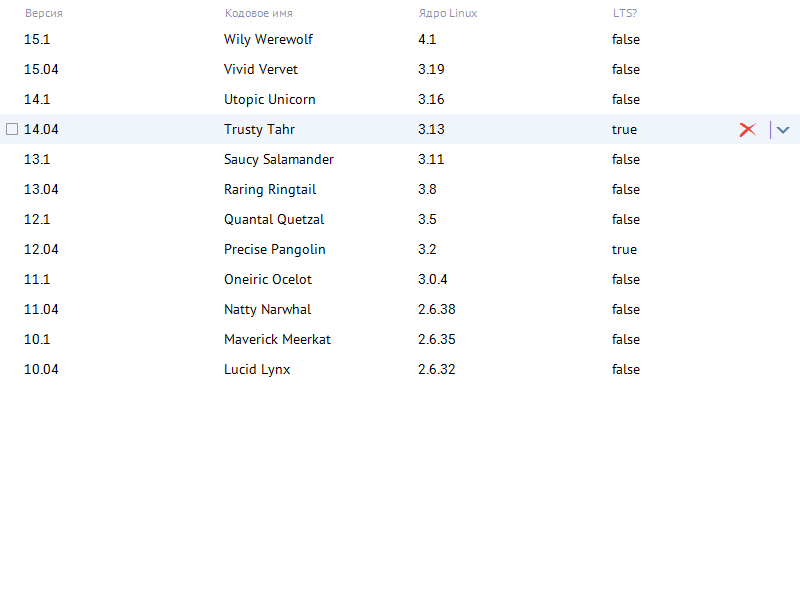 Версия Кодовое имя Ядро Linux LTS?
15.1 Wily Werewolf 4.1 false
15.04 Vivid Vervet 3.19 false
14.1 Utopic Unicorn 3.16 false
14.04 Trusty Tahr 3.13 true
13.1 Saucy Salamander 3.11 false
13.04 Raring Ringtail 3.8 false
12.1 Quantal Quetzal 3.5 false
12.04 Precise Pangolin 3.2 true
11.1 Oneiric Ocelot 3.0.4 false
11.04 Natty Narwhal 2.6.38 false
10.1 Maverick Meerkat 2.6.35 false
10.04 Lucid Lynx 2.6.32 false